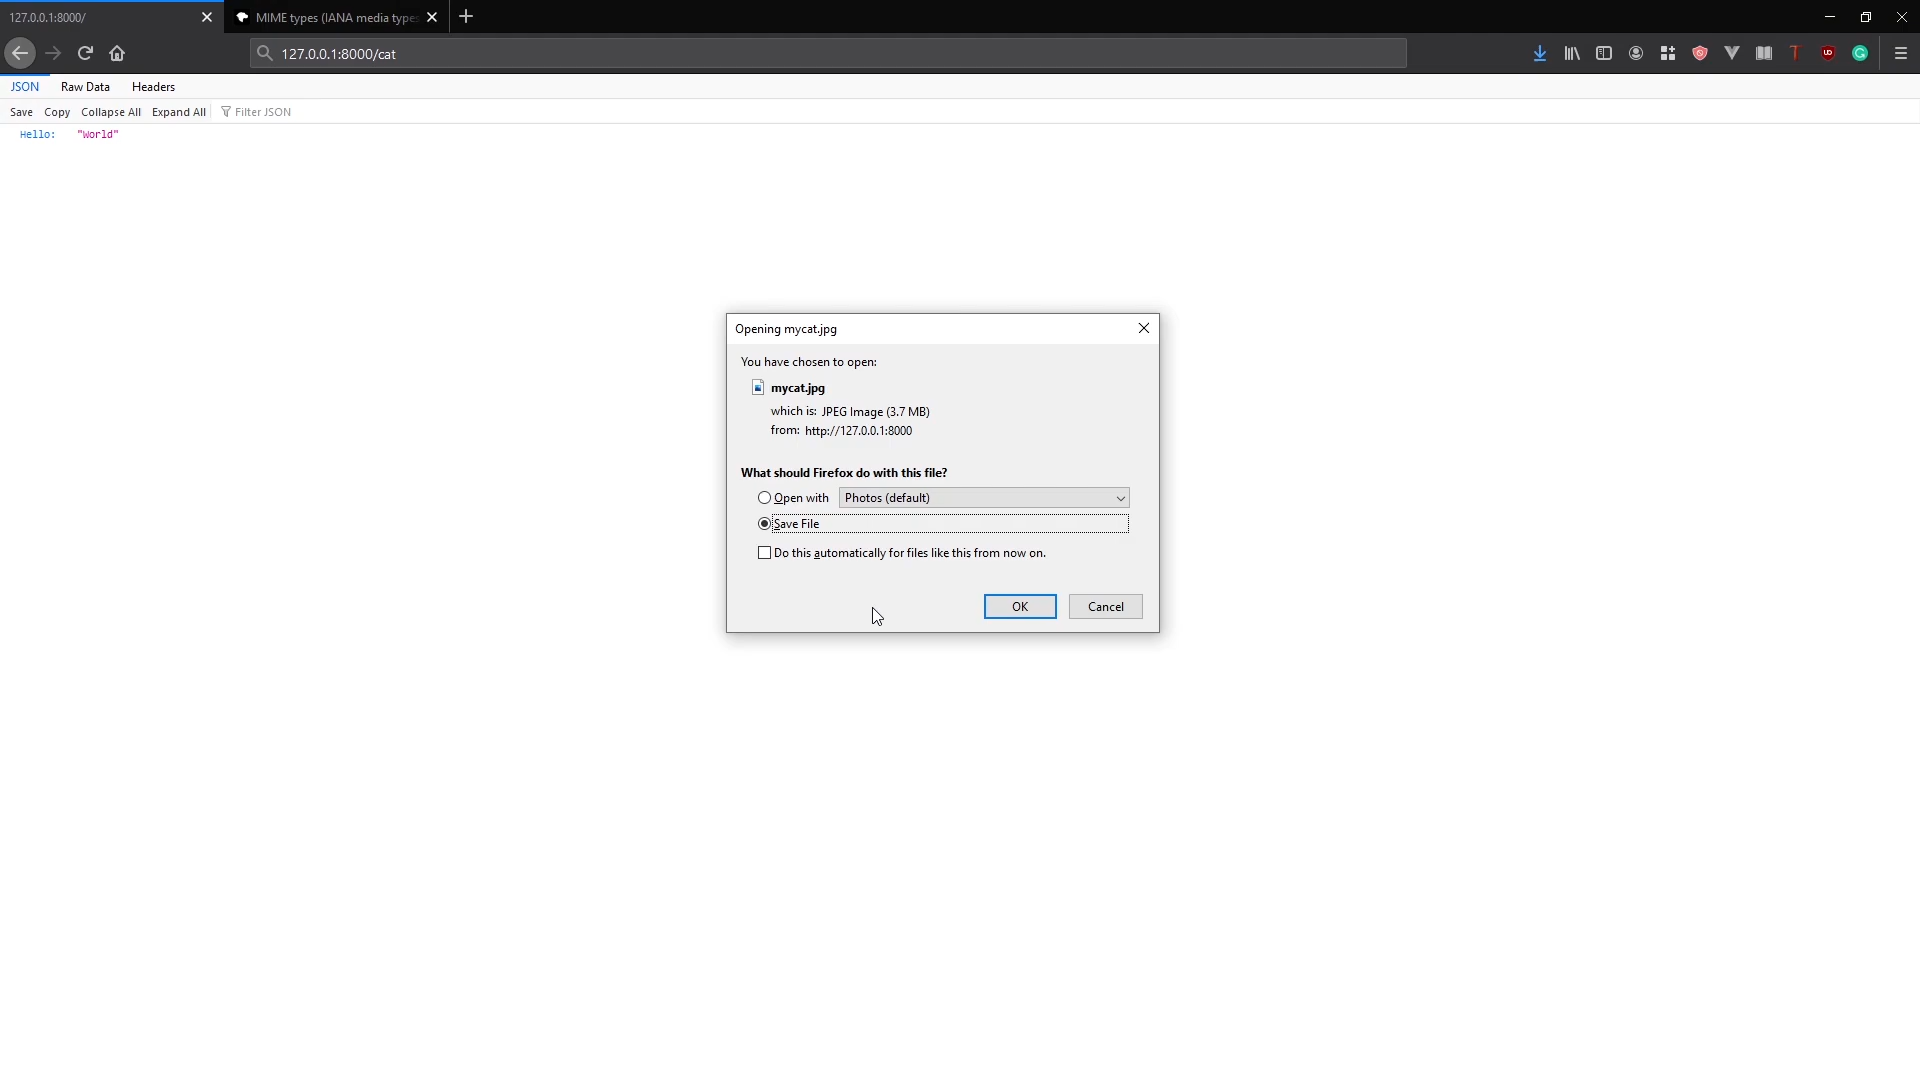 127.0.0.1:8000/
MIME types (IANA media types
127.0.0.1:8000/cat
JSON
Raw Data
Headers
Save
Copy
Collapse All
Expand All
Filter JSON
Hello: "World"
Opening mycat.jpg
You have chosen to open:
mycat.jpg
which is: JPEG Image (3.7 MB)
from: http://127.0.0.1:8000
What should Firefox do with this file?
Open with
Photos (default)
Save File
Do this automatically for files like this from now on.
OK
Cancel